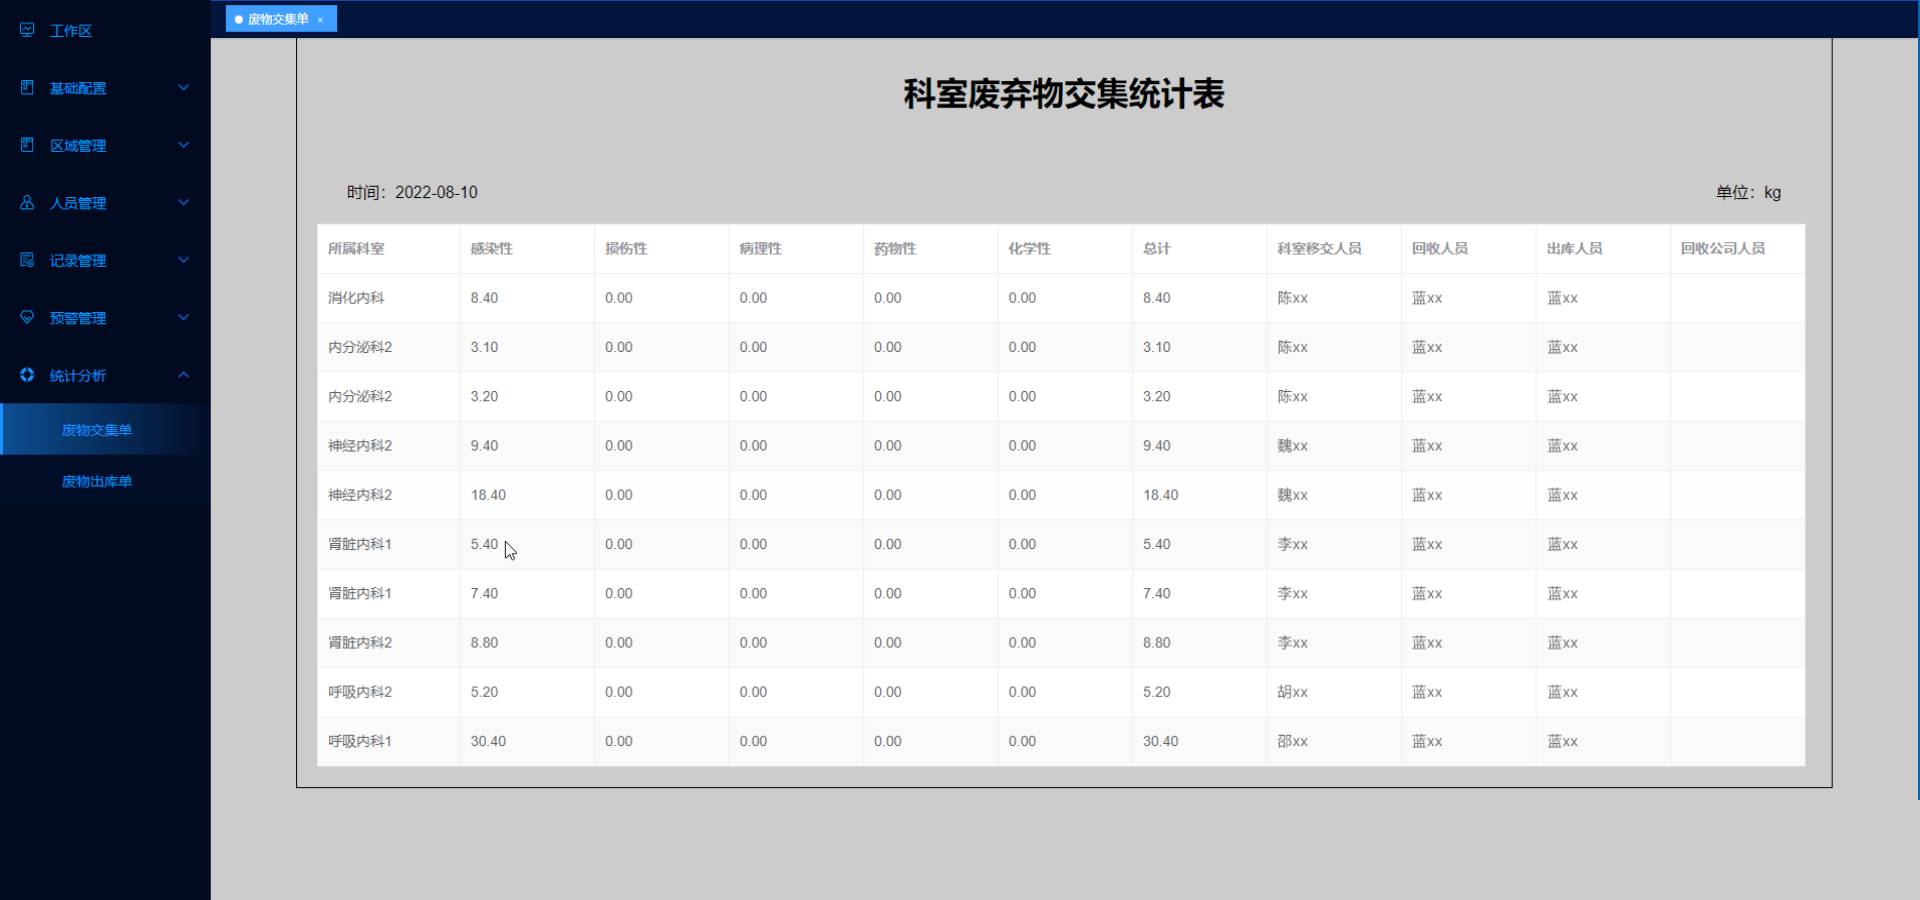 工作区
基础配置
区域管理
人员管理
记录管理
预警管理
统计分析
废物交集单
废物出库单
废物交集单 ×
科室废弃物交集统计表
时间：2022-08-10 单位：kg
所属科室 感染性 损伤性 病理性 药物性 化学性 总计 科室移交人员 回收人员 出库人员 回收公司人员
消化内科 8.40 0.00 0.00 0.00 0.00 8.40 陈xx 蓝xx 蓝xx
内分泌科2 3.10 0.00 0.00 0.00 0.00 3.10 陈xx 蓝xx 蓝xx
内分泌科2 3.20 0.00 0.00 0.00 0.00 3.20 陈xx 蓝xx 蓝xx
神经内科2 9.40 0.00 0.00 0.00 0.00 9.40 魏xx 蓝xx 蓝xx
神经内科2 18.40 0.00 0.00 0.00 0.00 18.40 魏xx 蓝xx 蓝xx
肾脏内科1 5.40 0.00 0.00 0.00 0.00 5.40 李xx 蓝xx 蓝xx
肾脏内科1 7.40 0.00 0.00 0.00 0.00 7.40 李xx 蓝xx 蓝xx
肾脏内科2 8.80 0.00 0.00 0.00 0.00 8.80 李xx 蓝xx 蓝xx
呼吸内科2 5.20 0.00 0.00 0.00 0.00 5.20 胡xx 蓝xx 蓝xx
呼吸内科1 30.40 0.00 0.00 0.00 0.00 30.40 邵xx 蓝xx 蓝xx